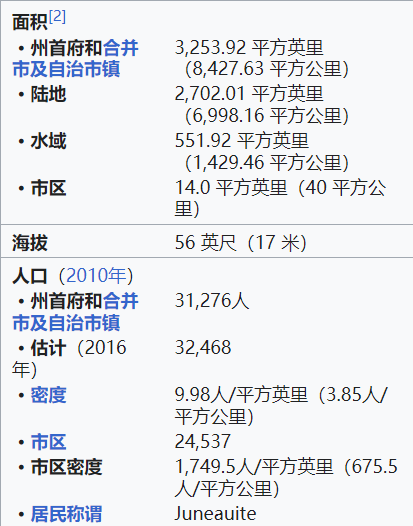 面积[2]
• 州首府和合并 3,253.92 平方英里
市及自治市镇 （8,427.63 平方公里）
• 陆地 2,702.01 平方英里
（6,998.16 平方公里）
• 水域 551.92 平方英里
（1,429.46 平方公里）
• 市区 14.0 平方英里（40 平方公
里）
海拔 56 英尺（17 米）
人口（2010年）
• 州首府和合并 31,276人
市及自治市镇
• 估计（2016 32,468
年）
• 密度 9.98人/平方英里（3.85人/
平方公里）
• 市区 24,537
• 市区密度 1,749.5人/平方英里（675.5
人/平方公里）
• 居民称谓 Juneauite